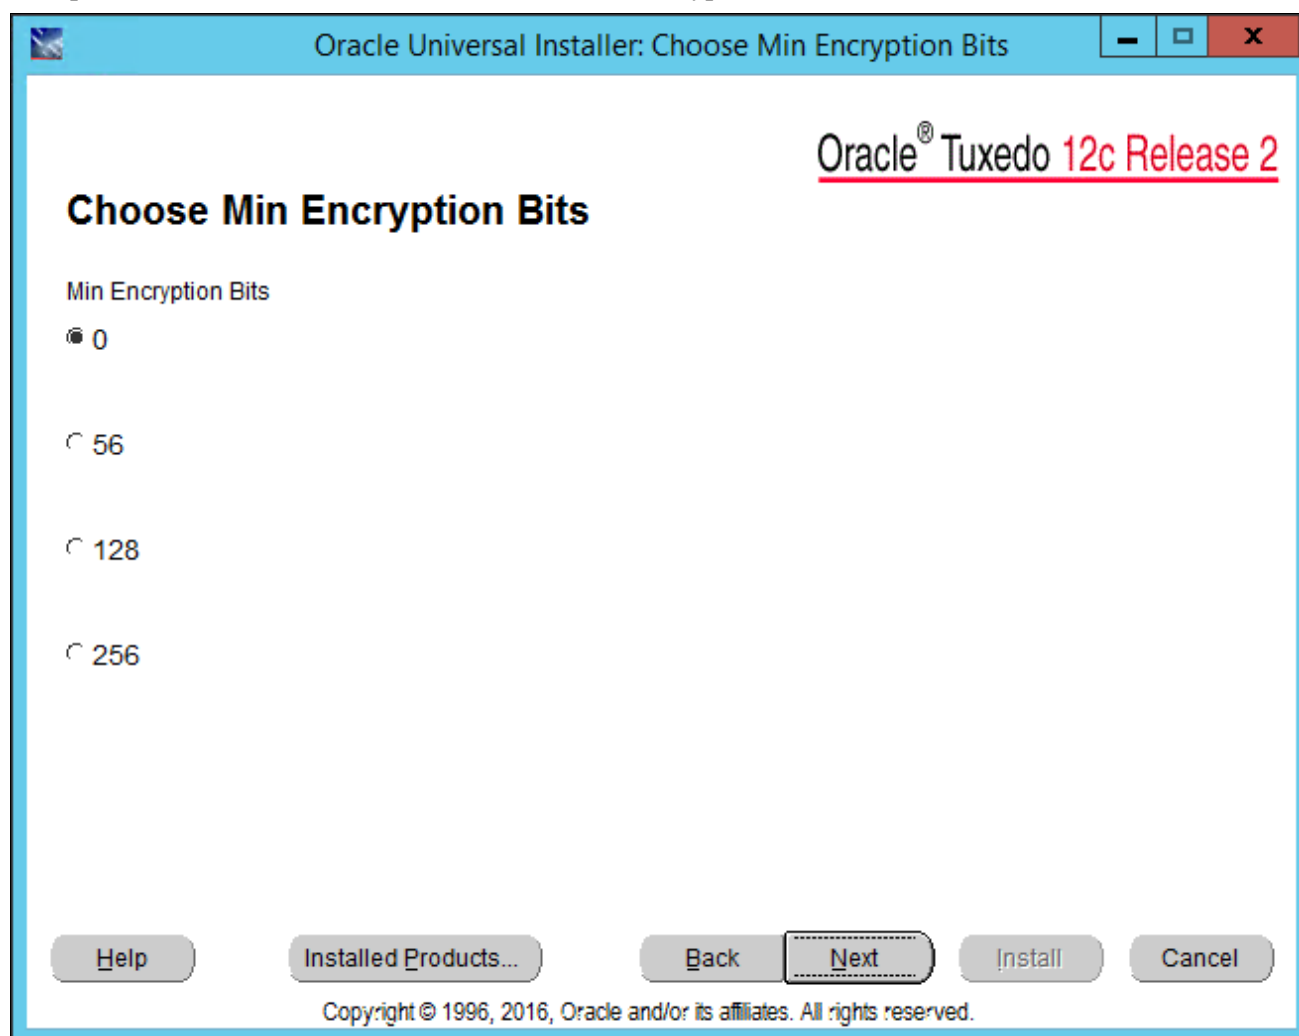 Oracle Universal Installer: Choose Min Encryption Bits
Oracle® Tuxedo 12c Release 2
Choose Min Encryption Bits
Min Encryption Bits
0
56
128
256
Help Installed Products... Back Next Install Cancel
Copyright © 1996, 2016, Oracle and/or its affiliates. All rights reserved.